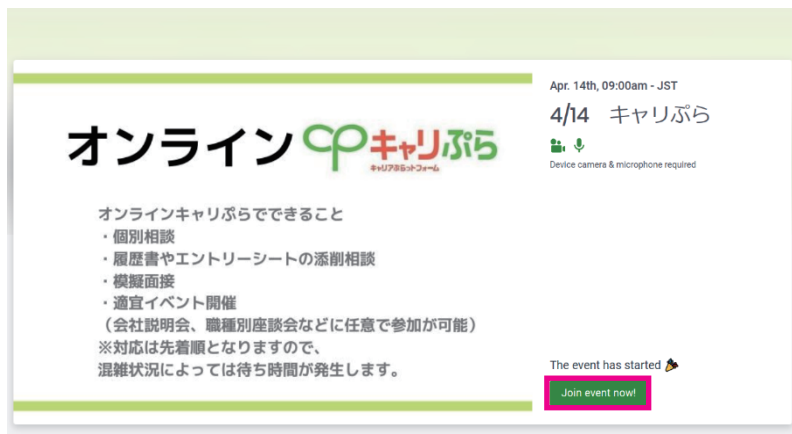 オンライン キャリぷら
キャリアぷらっとフォーム
オンラインキャリぷらでできること
・個別相談
・履歴書やエントリーシートの添削相談
・模擬面接
・適宜イベント開催
（会社説明会、職種別座談会などに任意で参加が可能）
※対応は先着順となりますので、
混雑状況によっては待ち時間が発生します。
Apr. 14th, 09:00am - JST
4/14　キャリぷら
Device camera & microphone required
The event has started
Join event now!